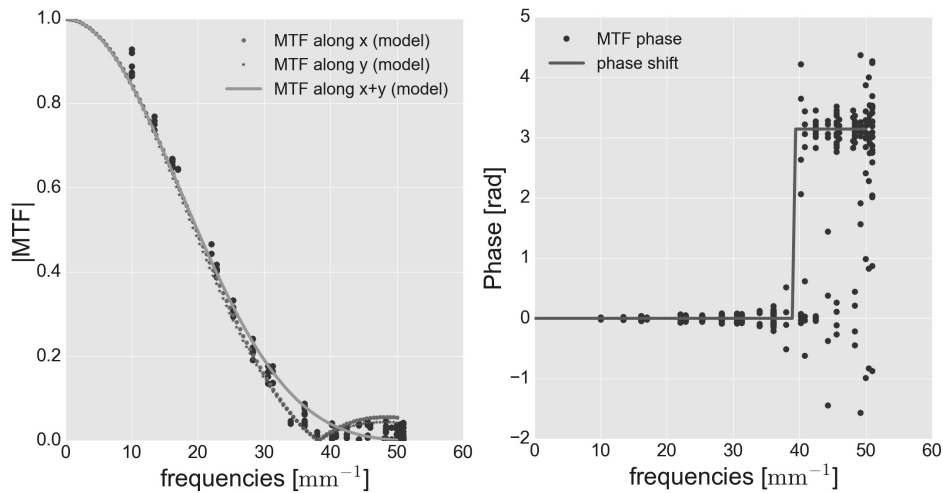 1.0
0.8
0.6
0.4
0.2
0.0
|MTF|
MTF along x (model)
MTF along y (model)
MTF along x+y (model)
0 10 20 30 40 50 60
frequencies [mm⁻¹]
5
4
3
2
1
0
−1
−2
Phase [rad]
MTF phase
phase shift
0 10 20 30 40 50 60
frequencies [mm⁻¹]